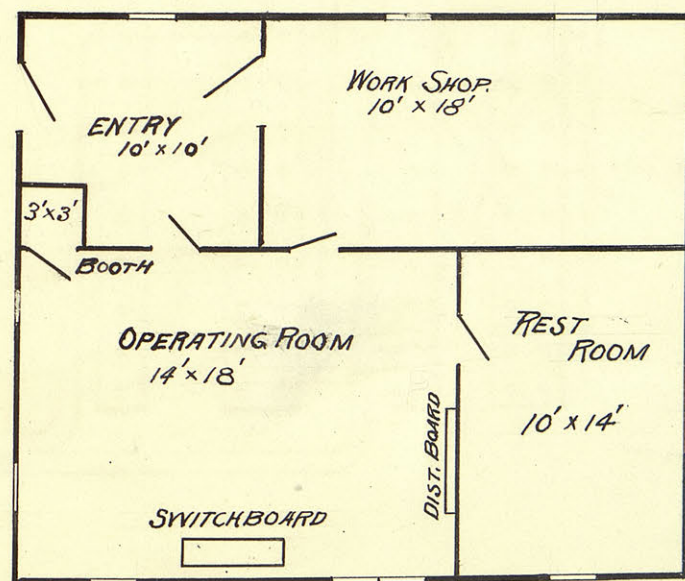 WORK SHOP.
10' x 18'
ENTRY
10' x 10'
3' x 3'
BOOTH
OPERATING ROOM
14' x 18'
REST
ROOM
10' x 14'
DIST. BOARD
SWITCHBOARD